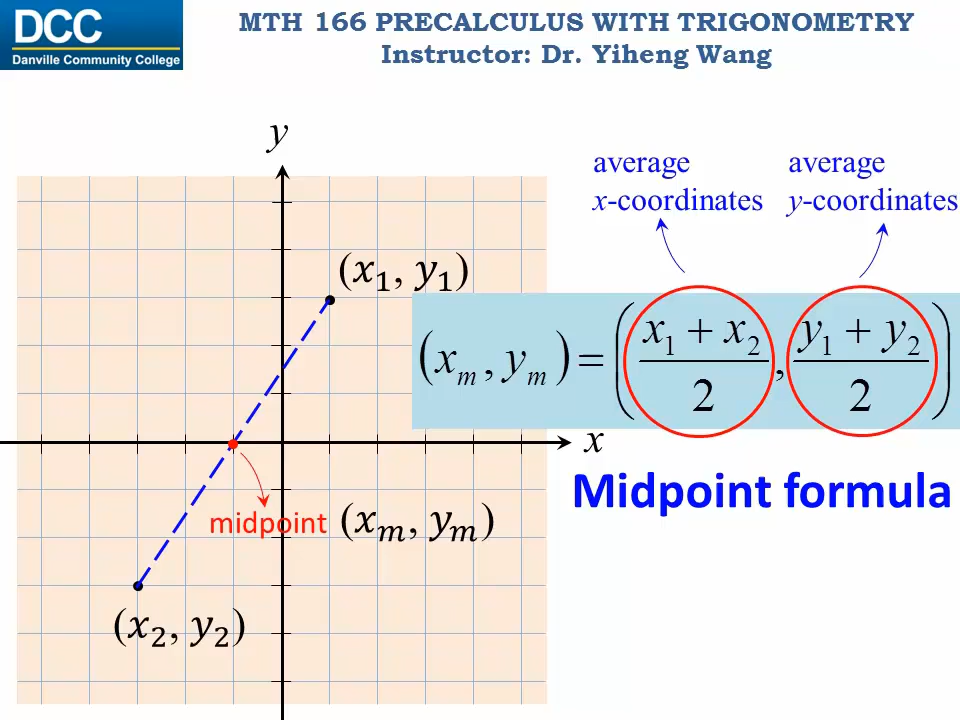 DCC
Danville Community College
MTH 166 PRECALCULUS WITH TRIGONOMETRY
Instructor: Dr. Yiheng Wang
y
average
x-coordinates
average
y-coordinates
(x₁, y₁)
(xₘ, yₘ) = ( (x₁ + x₂)/2 , (y₁ + y₂)/2 )
x
Midpoint formula
midpoint (xₘ, yₘ)
(x₂, y₂)